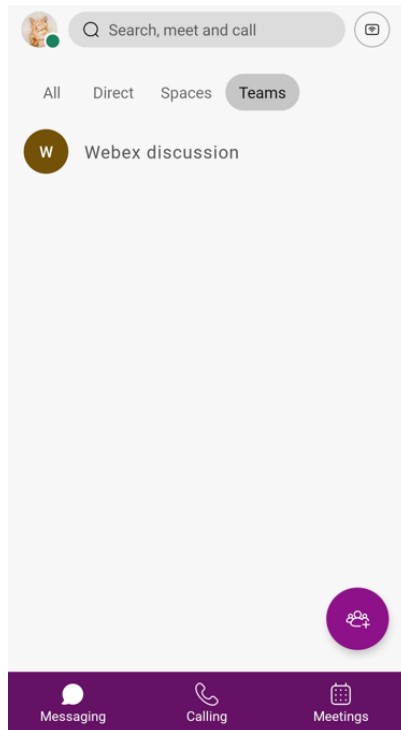 Search, meet and call
All Direct Spaces Teams
W Webex discussion
Messaging Calling Meetings